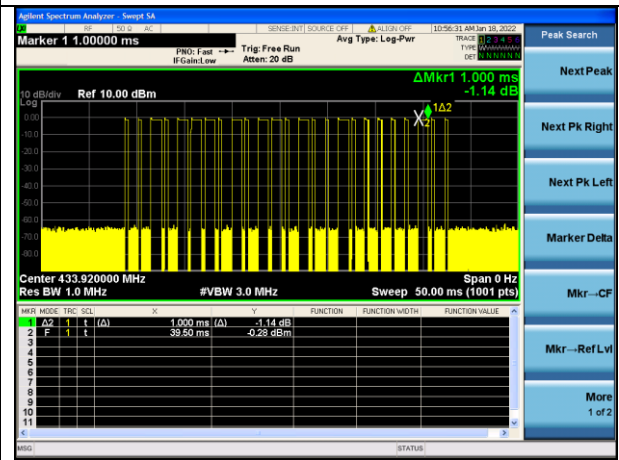 Agilent Spectrum Analyzer - Swept SA
RF 50 Ω AC SENSE:INT SOURCE OFF ALIGN OFF 10:56:31 AM Jan 18, 2022
Marker 1 1.00000 ms
PNO: Fast Trig: Free Run
IFGain:Low Atten: 20 dB
Avg Type: Log-Pwr
TRACE 1 2 3 4 5 6
TYPE
DET N N N N N N
Peak Search
ΔMkr1 1.000 ms
-1.14 dB
10 dB/div Ref 10.00 dBm
Log
0.00
-10.0
-20.0
-30.0
-40.0
-50.0
-60.0
-70.0
-80.0
1Δ2
2
Center 433.920000 MHz Span 0 Hz
Res BW 1.0 MHz #VBW 3.0 MHz Sweep 50.00 ms (1001 pts)
MKR MODE TRC SCL X Y FUNCTION FUNCTION WIDTH FUNCTION VALUE
1 Δ2 1 t (Δ) 1.000 ms (Δ) -1.14 dB
2 F 1 t 39.50 ms -0.28 dBm
3
4
5
6
7
8
9
10
11
MSG STATUS
Next Peak
Next Pk Right
Next Pk Left
Marker Delta
Mkr→CF
Mkr→Ref Lvl
More
1 of 2